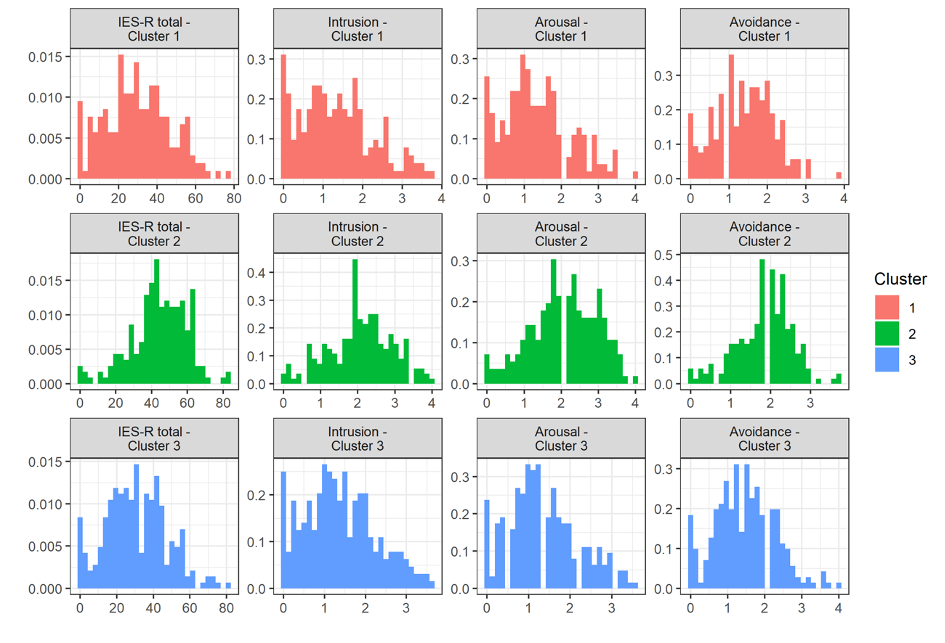 IES-R total - Cluster 1
Intrusion - Cluster 1
Arousal - Cluster 1
Avoidance - Cluster 1
0.015
0.010
0.005
0.000
0 20 40 60 80
0.3
0.2
0.1
0.0
0 1 2 3 4
0.3
0.2
0.1
0.0
0 1 2 3 4
0.3
0.2
0.1
0.0
0 1 2 3 4
IES-R total - Cluster 2
Intrusion - Cluster 2
Arousal - Cluster 2
Avoidance - Cluster 2
0.015
0.010
0.005
0.000
0 20 40 60 80
0.4
0.3
0.2
0.1
0.0
0 1 2 3 4
0.3
0.2
0.1
0.0
0 1 2 3 4
0.5
0.4
0.3
0.2
0.1
0.0
0 1 2 3
IES-R total - Cluster 3
Intrusion - Cluster 3
Arousal - Cluster 3
Avoidance - Cluster 3
0.015
0.010
0.005
0.000
0 20 40 60 80
0.2
0.1
0.0
0 1 2 3
0.3
0.2
0.1
0.0
0 1 2 3
0.3
0.2
0.1
0.0
0 1 2 3 4
Cluster
1
2
3